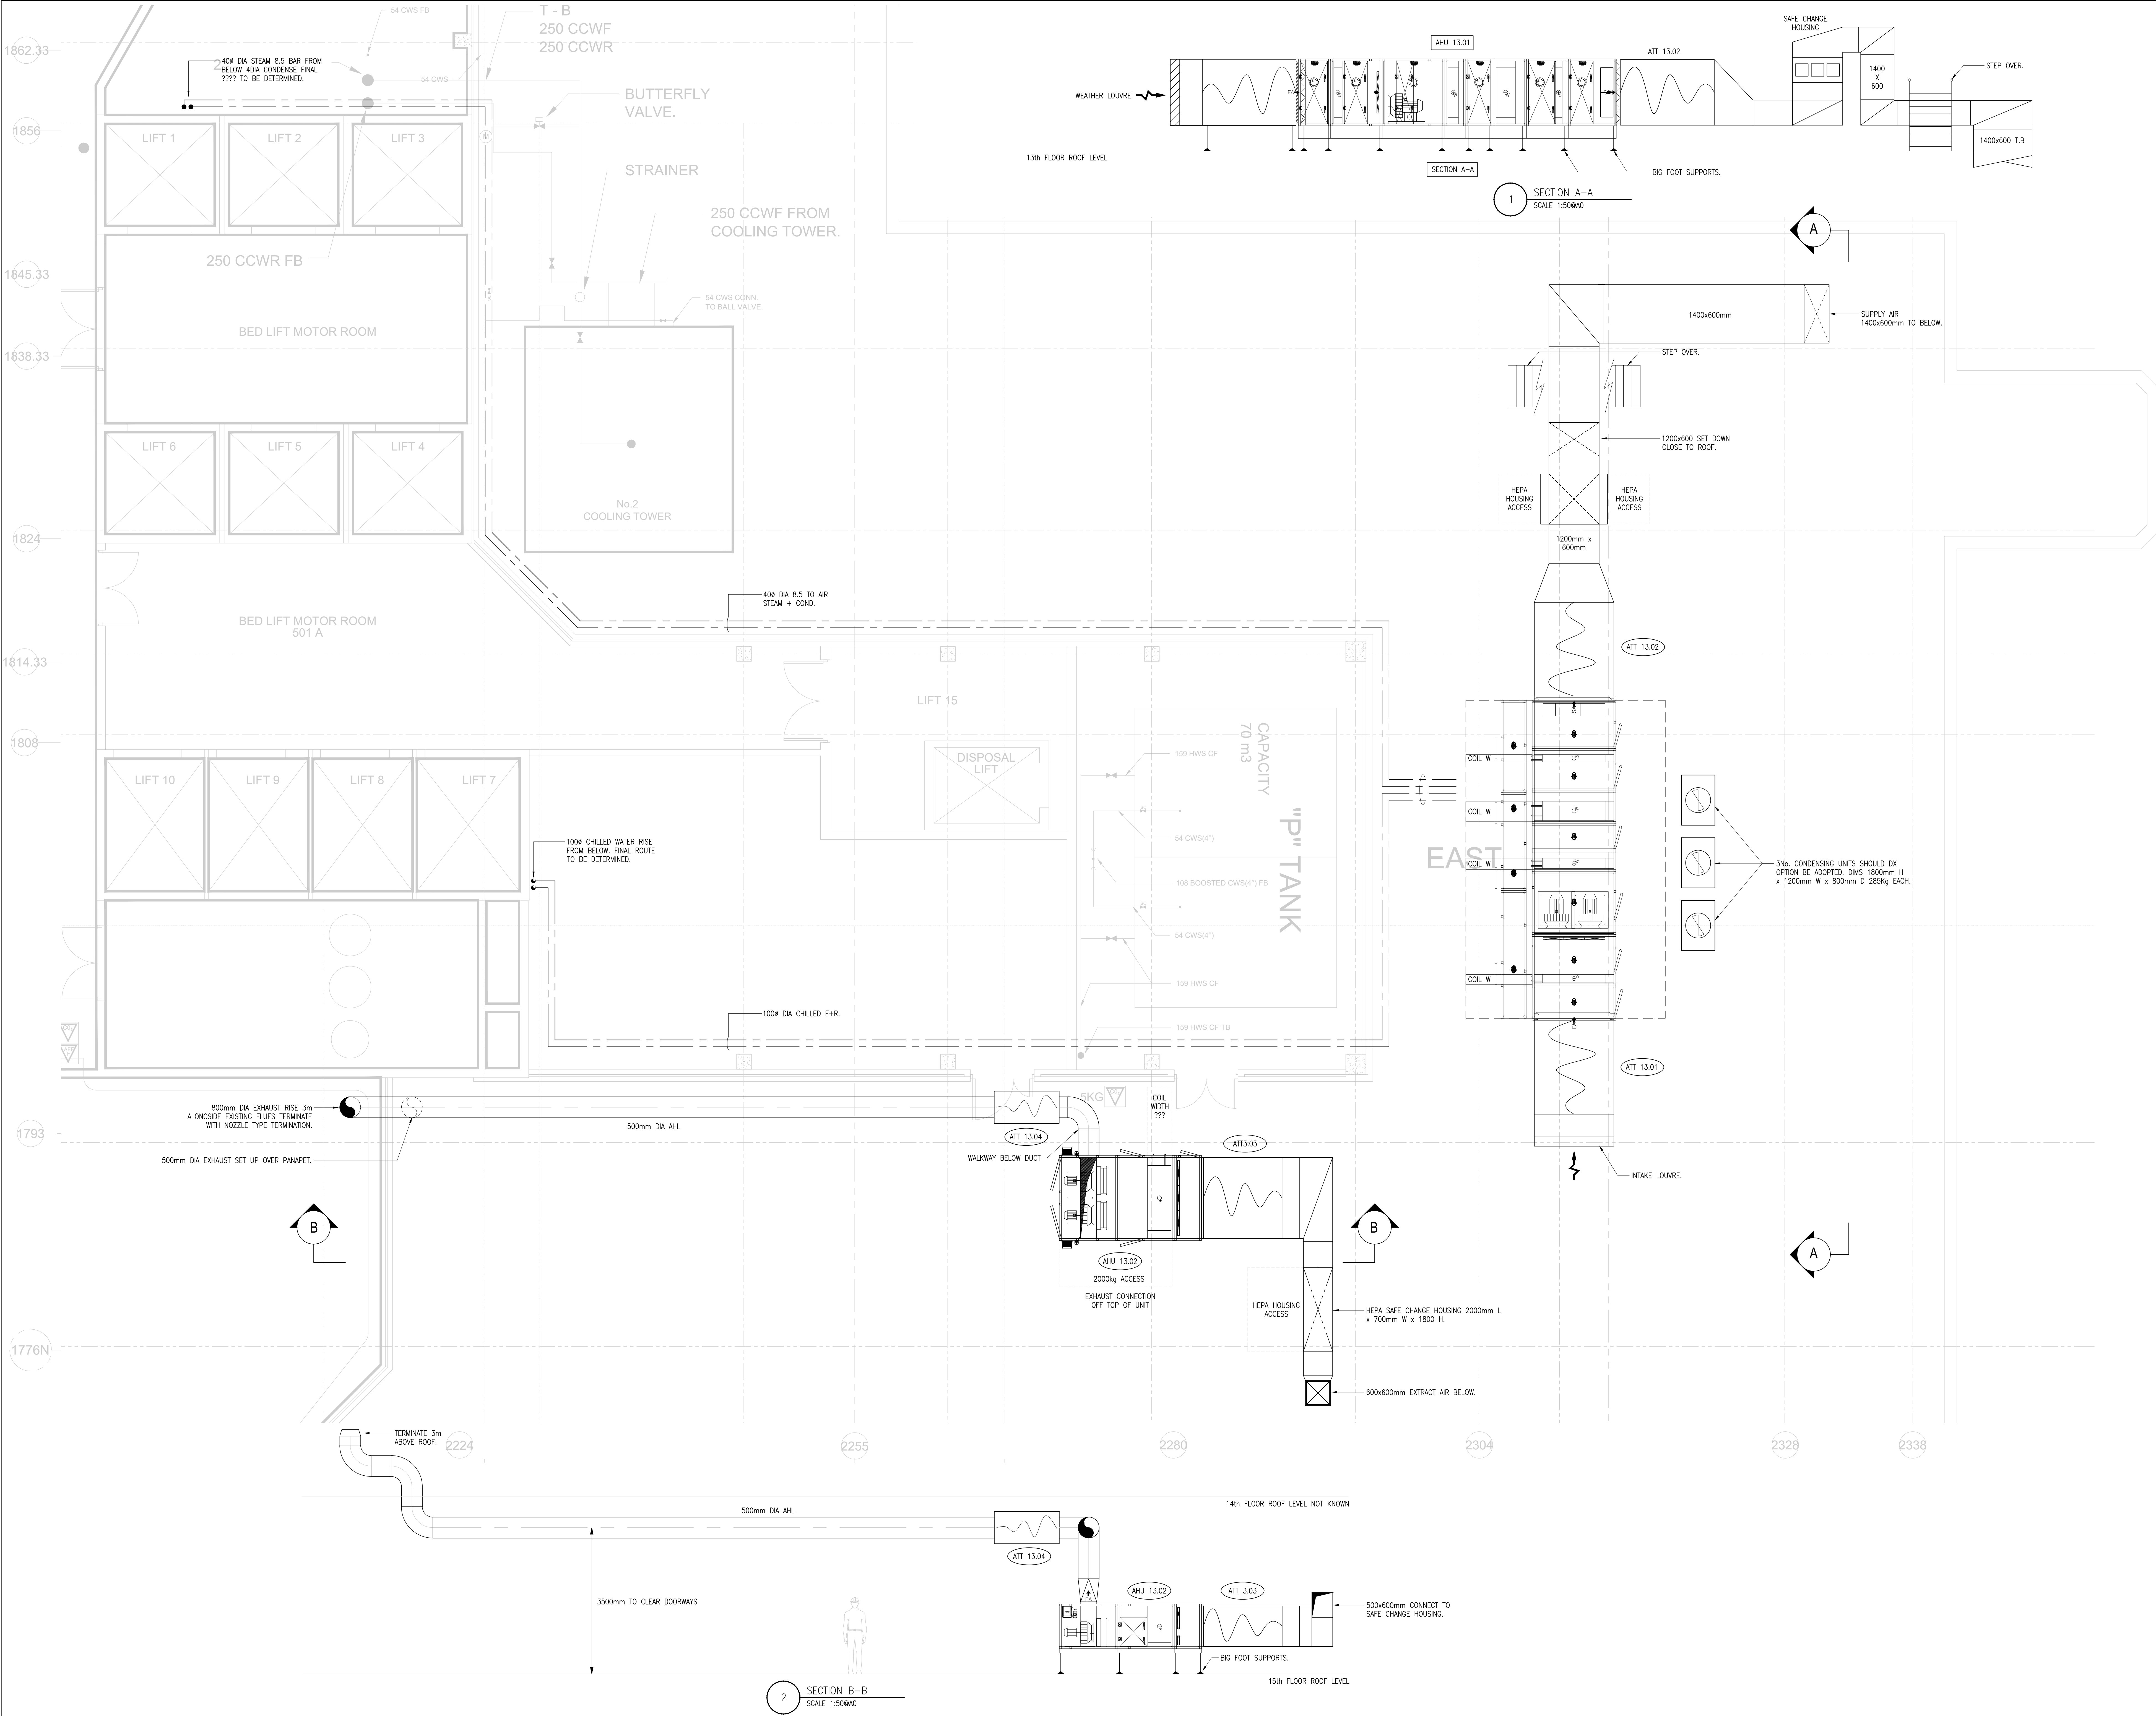 54 CWS FB
T - B
250 CCWF
250 CCWR
1862.33
2
40ø DIA STEAM 8.5 BAR FROM
BELOW 4DIA CONDENSE FINAL
???? TO BE DETERMINED.
54 CWS
BUTTERFLY
VALVE.
1856
LIFT 1
LIFT 2
LIFT 3
STRAINER
250 CCWF FROM
COOLING TOWER.
250 CCWR FB
1845.33
54 CWS CONN.
TO BALL VALVE.
BED LIFT MOTOR ROOM
1838.33
LIFT 6
LIFT 5
LIFT 4
No.2
COOLING TOWER
1824
40ø DIA 8.5 TO AIR
STEAM + COND.
BED LIFT MOTOR ROOM
501 A
1814.33
LIFT 15
1808
DISPOSAL
LIFT
LIFT 10
LIFT 9
LIFT 8
LIFT 7
159 HWS CF
CAPACITY
70 m3
"P" TANK
54 CWS(4")
108 BOOSTED CWS(4") FB
54 CWS(4")
159 HWS CF
159 HWS CF TB
100ø CHILLED WATER RISE
FROM BELOW. FINAL ROUTE
TO BE DETERMINED.
100ø DIA CHILLED F+R.
EAST
AHU 13.01
SAFE CHANGE
HOUSING
ATT 13.02
1400
X
600
STEP OVER.
WEATHER LOUVRE
FA
1400x600 T.B
13th FLOOR ROOF LEVEL
SECTION A-A
BIG FOOT SUPPORTS.
1
SECTION A-A
SCALE 1:50@A0
A
1400x600mm
SUPPLY AIR
1400x600mm TO BELOW.
STEP OVER.
1200x600 SET DOWN
CLOSE TO ROOF.
HEPA
HOUSING
ACCESS
HEPA
HOUSING
ACCESS
1200mm x
600mm
ATT 13.02
SA
COIL W
COIL W
COIL W
COIL W
3No. CONDENSING UNITS SHOULD DX
OPTION BE ADOPTED. DIMS 1800mm H
x 1200mm W x 800mm D 285Kg EACH.
FA
ATT 13.01
INTAKE LOUVRE.
A
5KG
COIL
WIDTH
???
800mm DIA EXHAUST RISE 3m
ALONGSIDE EXISTING FLUES TERMINATE
WITH NOZZLE TYPE TERMINATION.
500mm DIA AHL
1793
ATT 13.04
ATT3.03
500mm DIA EXHAUST SET UP OVER PANAPET.
WALKWAY BELOW DUCT
B
B
AHU 13.02
2000kg ACCESS
EXHAUST CONNECTION
OFF TOP OF UNIT
HEPA HOUSING
ACCESS
HEPA SAFE CHANGE HOUSING 2000mm L
x 700mm W x 1800 H.
1776N
600x600mm EXTRACT AIR BELOW.
TERMINATE 3m
ABOVE ROOF.
2224
2255
2280
2304
2328
2338
14th FLOOR ROOF LEVEL NOT KNOWN
500mm DIA AHL
ATT 13.04
3500mm TO CLEAR DOORWAYS
EA
AHU 13.02
ATT 3.03
500x600mm CONNECT TO
SAFE CHANGE HOUSING.
BIG FOOT SUPPORTS.
15th FLOOR ROOF LEVEL
2
SECTION B-B
SCALE 1:50@A0